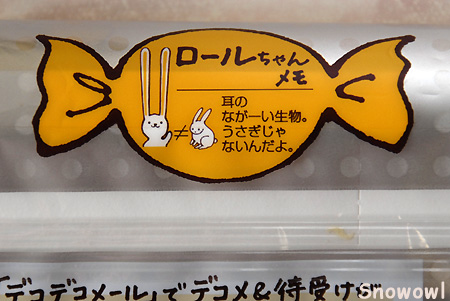 ロールちゃん
メモ
≠
耳の
ながーい生物。
うさぎじゃ
ないんだよ。
「デコデコメール」で デコメ&待受けが
Snowowl